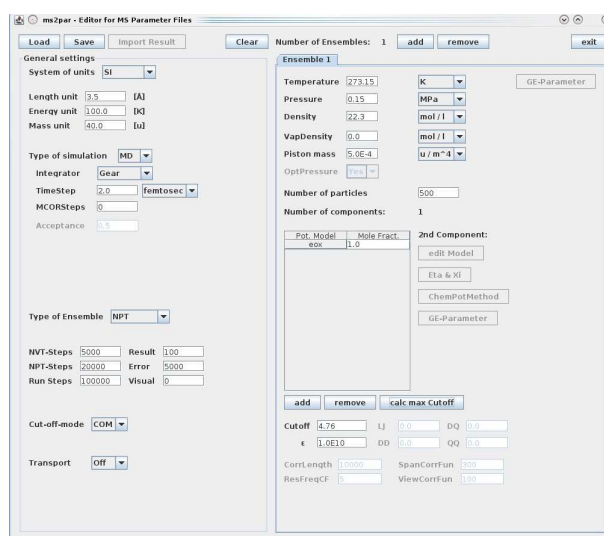 ms2par - Editor for MS Parameter Files
Load Save Import Result Clear Number of Ensembles: 1 add remove exit
General settings
System of units SI
Length unit 3.5 [Å]
Energy unit 100.0 [K]
Mass unit 40.0 [u]
Type of simulation MD
Integrator Gear
TimeStep 2.0 femtosec
MCORSteps 0
Acceptance 0.5
Type of Ensemble NPT
NVT-Steps 5000 Result 100
NPT-Steps 20000 Error 5000
Run Steps 100000 Visual 0
Cut-off-mode COM
Transport Off
Ensemble 1
Temperature 273.15 K GE-Parameter
Pressure 0.15 MPa
Density 22.3 mol / l
VapDensity 0.0 mol / l
Piston mass 5.0E-4 u / m^4
OptPressure Yes
Number of particles 500
Number of components: 1
Pot. Model Mole Fract. 2nd Component:
eox 1.0
edit Model
Eta & Xi
ChemPotMethod
GE-Parameter
add remove calc max Cutoff
Cutoff 4.76 LJ 0.0 DQ 0.0
ε 1.0E10 DD 0.0 QQ 0.0
CorrLength 10000 SpanCorrFun 300
ResFreqCF 5 ViewCorrFun 100